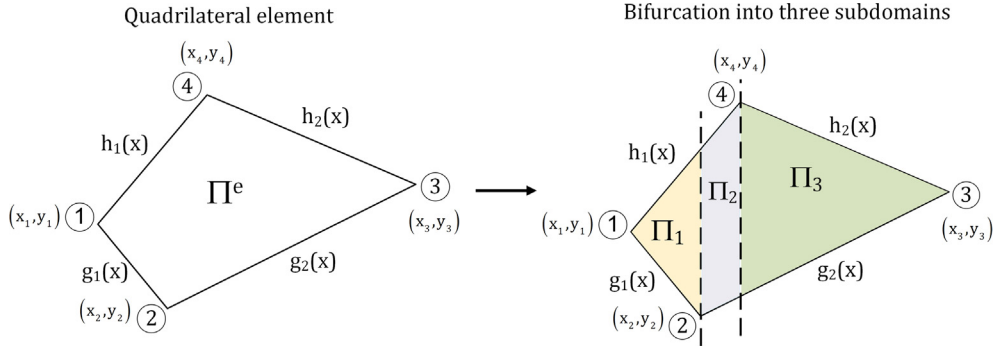 Quadrilateral element
(x₄,y₄)
4
h₁(x)
h₂(x)
Πᵉ
(x₁,y₁) 1
3
(x₃,y₃)
g₁(x)
g₂(x)
(x₂,y₂) 2
Bifurcation into three subdomains
(x₄,y₄)
4
h₁(x)
h₂(x)
Π₁
Π₂
Π₃
(x₁,y₁) 1
3
(x₃,y₃)
g₁(x)
g₂(x)
(x₂,y₂) 2